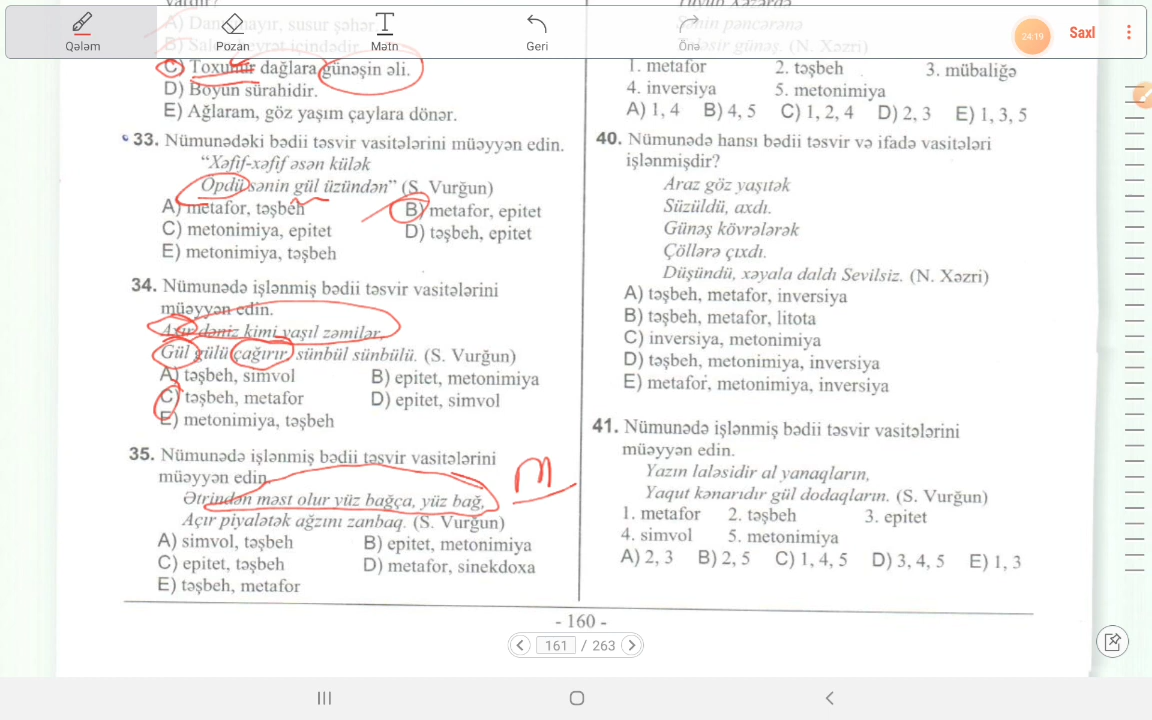 Qələm
Pozan
Mətn
Geri
Önə
24:19
Saxl
A) Danışmayır, susur şəhər.
C) Toxunur dağlara günəşin əli.
D) Boyun sürahidir.
E) Ağlaram, göz yaşım çaylara dönər.
33. Nümunədəki bədii təsvir vasitələrini müəyyən edin.
“Xəfif-xəfif əsən külək
Öpdü sənin gül üzündən” (S. Vurğun)
A) metafor, təşbeh B) metafor, epitet
C) metonimiya, epitet D) təşbeh, epitet
E) metonimiya, təşbeh
34. Nümunədə işlənmiş bədii təsvir vasitələrini
müəyyən edin.
Axır dəniz kimi yaşıl zəmilər,
Gül gülü çağırır, sünbül sünbülü. (S. Vurğun)
A) təşbeh, simvol B) epitet, metonimiya
C) təşbeh, metafor D) epitet, simvol
E) metonimiya, təşbeh
35. Nümunədə işlənmiş bədii təsvir vasitələrini
müəyyən edin.
Ətrindən məst olur yüz bağça, yüz bağ,
Açır piyalətək ağzını zanbaq. (S. Vurğun)
A) simvol, təşbeh B) epitet, metonimiya
C) epitet, təşbeh D) metafor, sinekdoxa
E) təşbeh, metafor
m
Sənin pəncərənə
günəş. (N. Xəzri)
1. metafor 2. təşbeh 3. mübaliğə
4. inversiya 5. metonimiya
A) 1, 4 B) 4, 5 C) 1, 2, 4 D) 2, 3 E) 1, 3, 5
40. Nümunədə hansı bədii təsvir və ifadə vasitələri
işlənmişdir?
Araz göz yaşıtək
Süzüldü, axdı.
Günəş kövrələrək
Çöllərə çıxdı.
Düşündü, xəyala daldı Sevilsiz. (N. Xəzri)
A) təşbeh, metafor, inversiya
B) təşbeh, metafor, litota
C) inversiya, metonimiya
D) təşbeh, metonimiya, inversiya
E) metafor, metonimiya, inversiya
41. Nümunədə işlənmiş bədii təsvir vasitələrini
müəyyən edin.
Yazın laləsidir al yanaqların,
Yaqut kənarıdır gül dodaqların. (S. Vurğun)
1. metafor 2. təşbeh 3. epitet
4. simvol 5. metonimiya
A) 2, 3 B) 2, 5 C) 1, 4, 5 D) 3, 4, 5 E) 1, 3
- 160 -
161 / 263